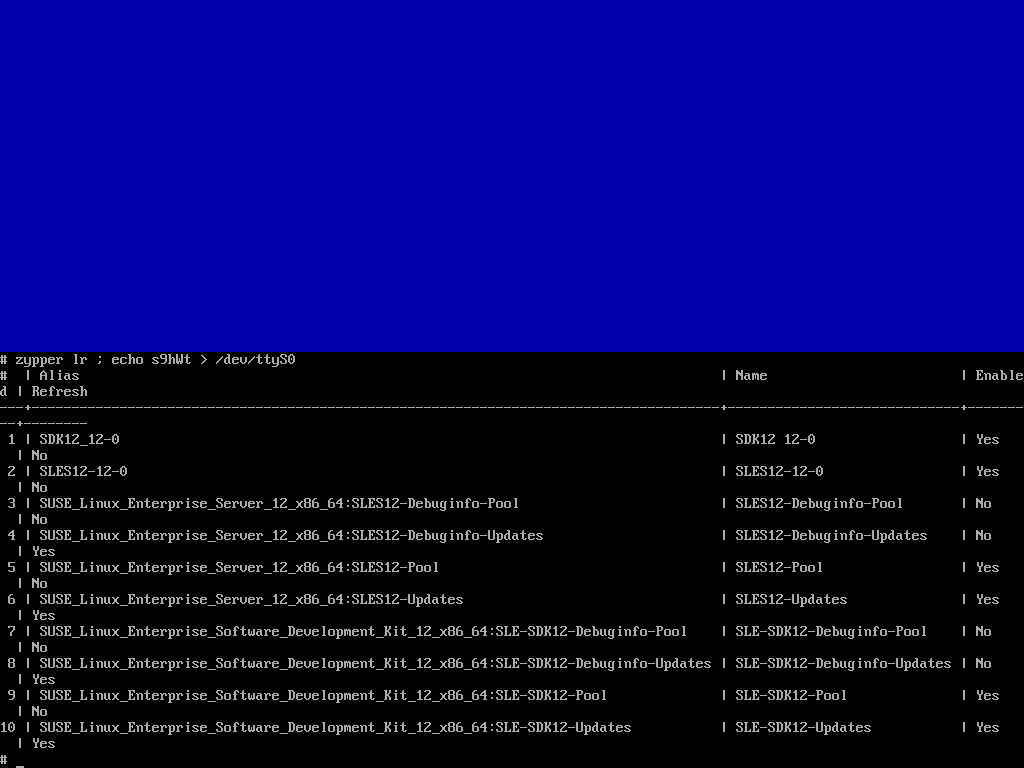 # zypper lr ; echo s9hWt > /dev/ttyS0
#  | Alias                                                                                | Name                        | Enable
d | Refresh
---+--------------------------------------------------------------------------------------+-----------------------------+-------
--+--------
 1 | SDK12_12-0                                                                           | SDK12 12-0                  | Yes
  | No
 2 | SLES12-12-0                                                                          | SLES12-12-0                 | Yes
  | No
 3 | SUSE_Linux_Enterprise_Server_12_x86_64:SLES12-Debuginfo-Pool                         | SLES12-Debuginfo-Pool       | No
  | No
 4 | SUSE_Linux_Enterprise_Server_12_x86_64:SLES12-Debuginfo-Updates                      | SLES12-Debuginfo-Updates    | No
  | Yes
 5 | SUSE_Linux_Enterprise_Server_12_x86_64:SLES12-Pool                                   | SLES12-Pool                 | Yes
  | No
 6 | SUSE_Linux_Enterprise_Server_12_x86_64:SLES12-Updates                                | SLES12-Updates              | Yes
  | Yes
 7 | SUSE_Linux_Enterprise_Software_Development_Kit_12_x86_64:SLE-SDK12-Debuginfo-Pool    | SLE-SDK12-Debuginfo-Pool    | No
  | No
 8 | SUSE_Linux_Enterprise_Software_Development_Kit_12_x86_64:SLE-SDK12-Debuginfo-Updates | SLE-SDK12-Debuginfo-Updates | No
  | Yes
 9 | SUSE_Linux_Enterprise_Software_Development_Kit_12_x86_64:SLE-SDK12-Pool              | SLE-SDK12-Pool              | Yes
  | No
10 | SUSE_Linux_Enterprise_Software_Development_Kit_12_x86_64:SLE-SDK12-Updates           | SLE-SDK12-Updates           | Yes
  | Yes
# _